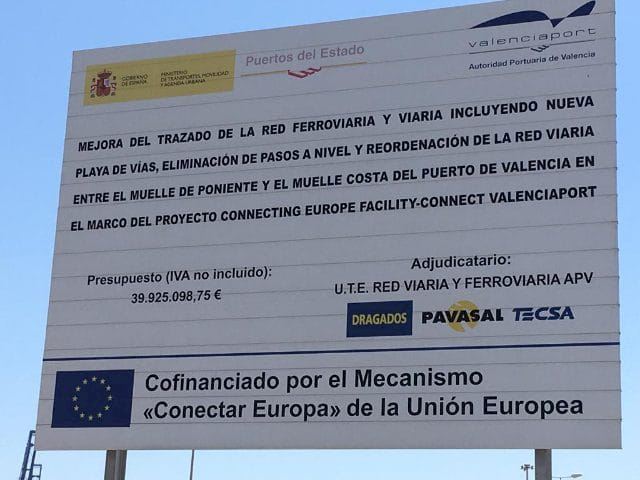 GOBIERNO
DE ESPAÑA
MINISTERIO
DE TRANSPORTES, MOVILIDAD
Y AGENDA URBANA
Puertos del Estado
valenciaport
Autoridad Portuaria de Valencia
MEJORA DEL TRAZADO DE LA RED FERROVIARIA Y VIARIA INCLUYENDO NUEVA
PLAYA DE VÍAS, ELIMINACIÓN DE PASOS A NIVEL Y REORDENACIÓN DE LA RED VIARIA
ENTRE EL MUELLE DE PONIENTE Y EL MUELLE COSTA DEL PUERTO DE VALENCIA EN
EL MARCO DEL PROYECTO CONNECTING EUROPE FACILITY-CONNECT VALENCIAPORT
Presupuesto (IVA no incluido):
39.925.098,75 €
Adjudicatario:
U.T.E. RED VIARIA Y FERROVIARIA APV
DRAGADOS PAVASAL TECSA
Cofinanciado por el Mecanismo
«Conectar Europa» de la Unión Europea